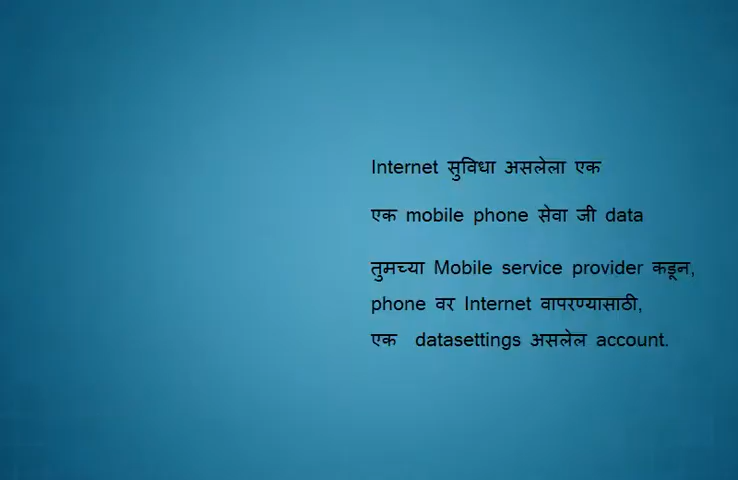 Internet सुविधा असलेला एक
एक mobile phone सेवा जी data
तुमच्या Mobile service provider कडून,
phone वर Internet वापरण्यासाठी,
एक datasettings असलेल account.